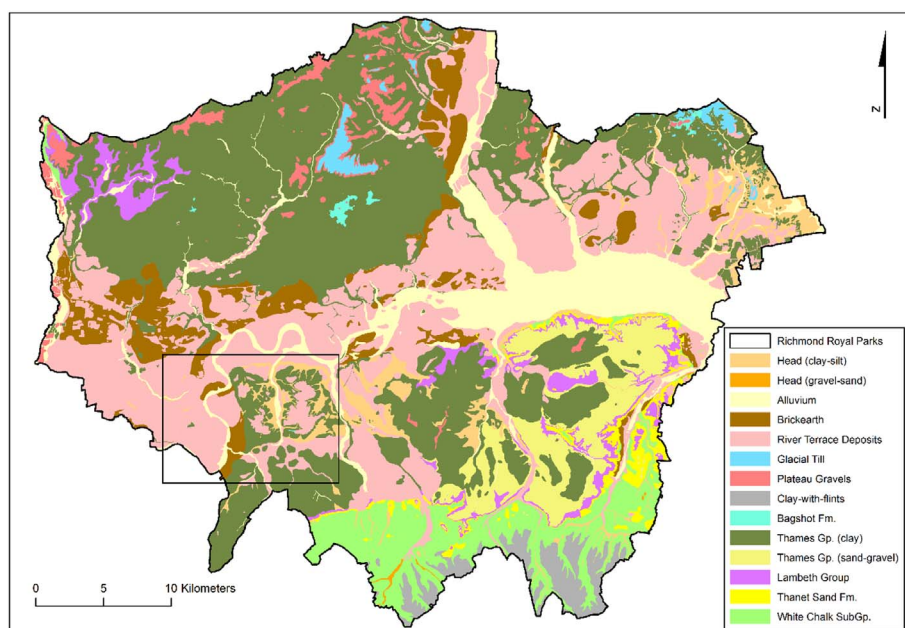 N
Richmond Royal Parks
Head (clay-silt)
Head (gravel-sand)
Alluvium
Brickearth
River Terrace Deposits
Glacial Till
Plateau Gravels
Clay-with-flints
Bagshot Fm.
Thames Gp. (clay)
Thames Gp. (sand-gravel)
Lambeth Group
Thanet Sand Fm.
White Chalk SubGp.
0 10 Kilometers